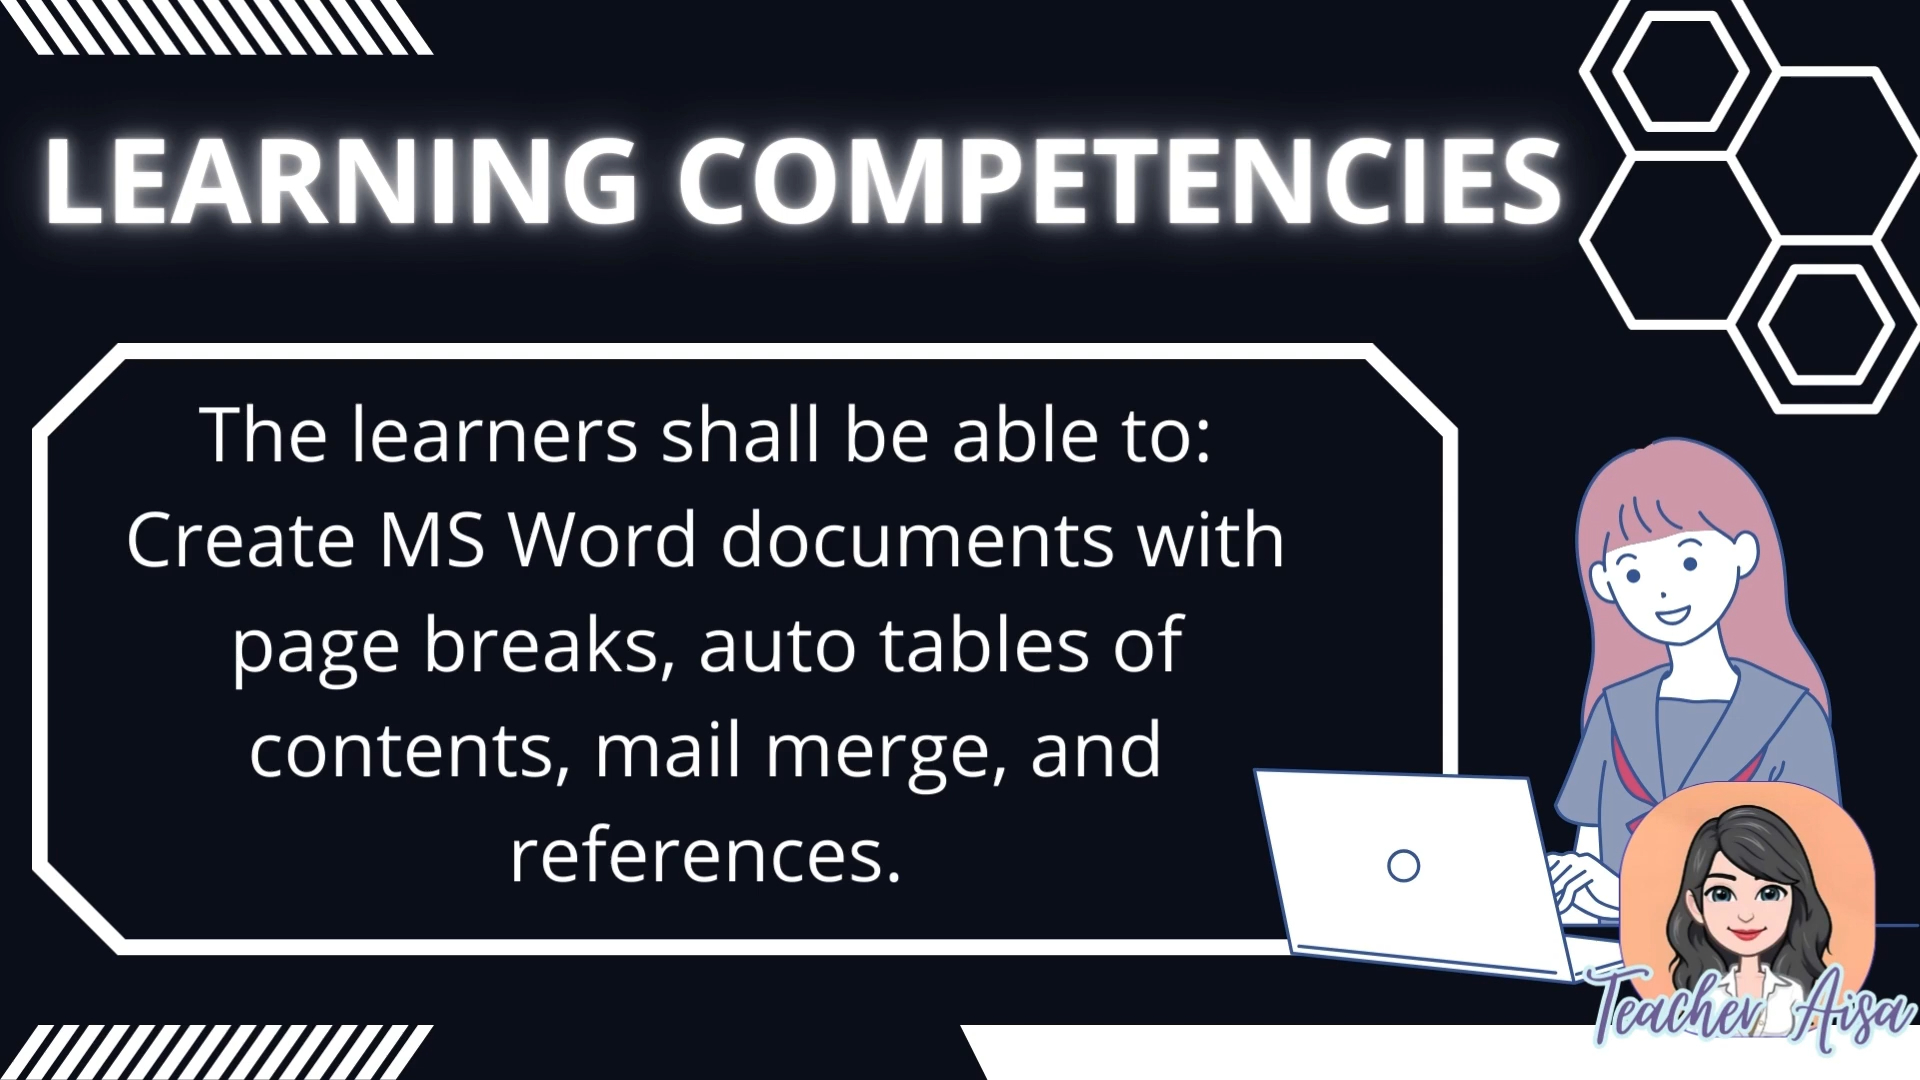 LEARNING COMPETENCIES
The learners shall be able to:
Create MS Word documents with
page breaks, auto tables of
contents, mail merge, and
references.
Teacher Aisa